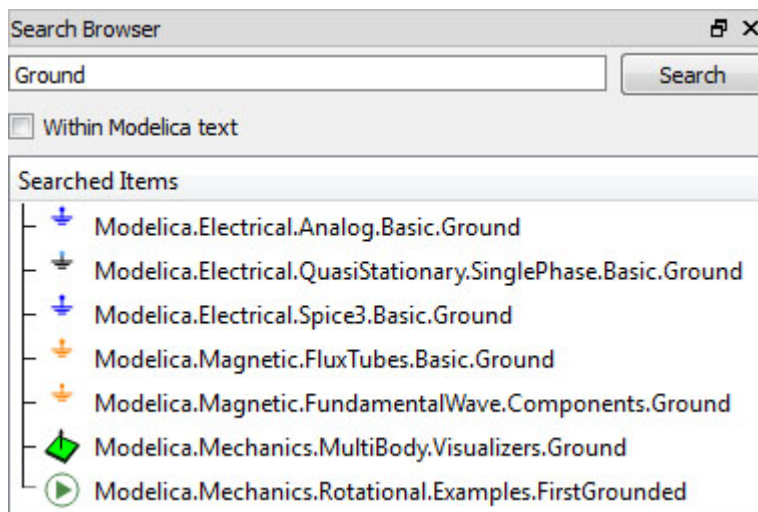 Search Browser
Ground
Search
Within Modelica text
Searched Items
Modelica.Electrical.Analog.Basic.Ground
Modelica.Electrical.QuasiStationary.SinglePhase.Basic.Ground
Modelica.Electrical.Spice3.Basic.Ground
Modelica.Magnetic.FluxTubes.Basic.Ground
Modelica.Magnetic.FundamentalWave.Components.Ground
Modelica.Mechanics.MultiBody.Visualizers.Ground
Modelica.Mechanics.Rotational.Examples.FirstGrounded